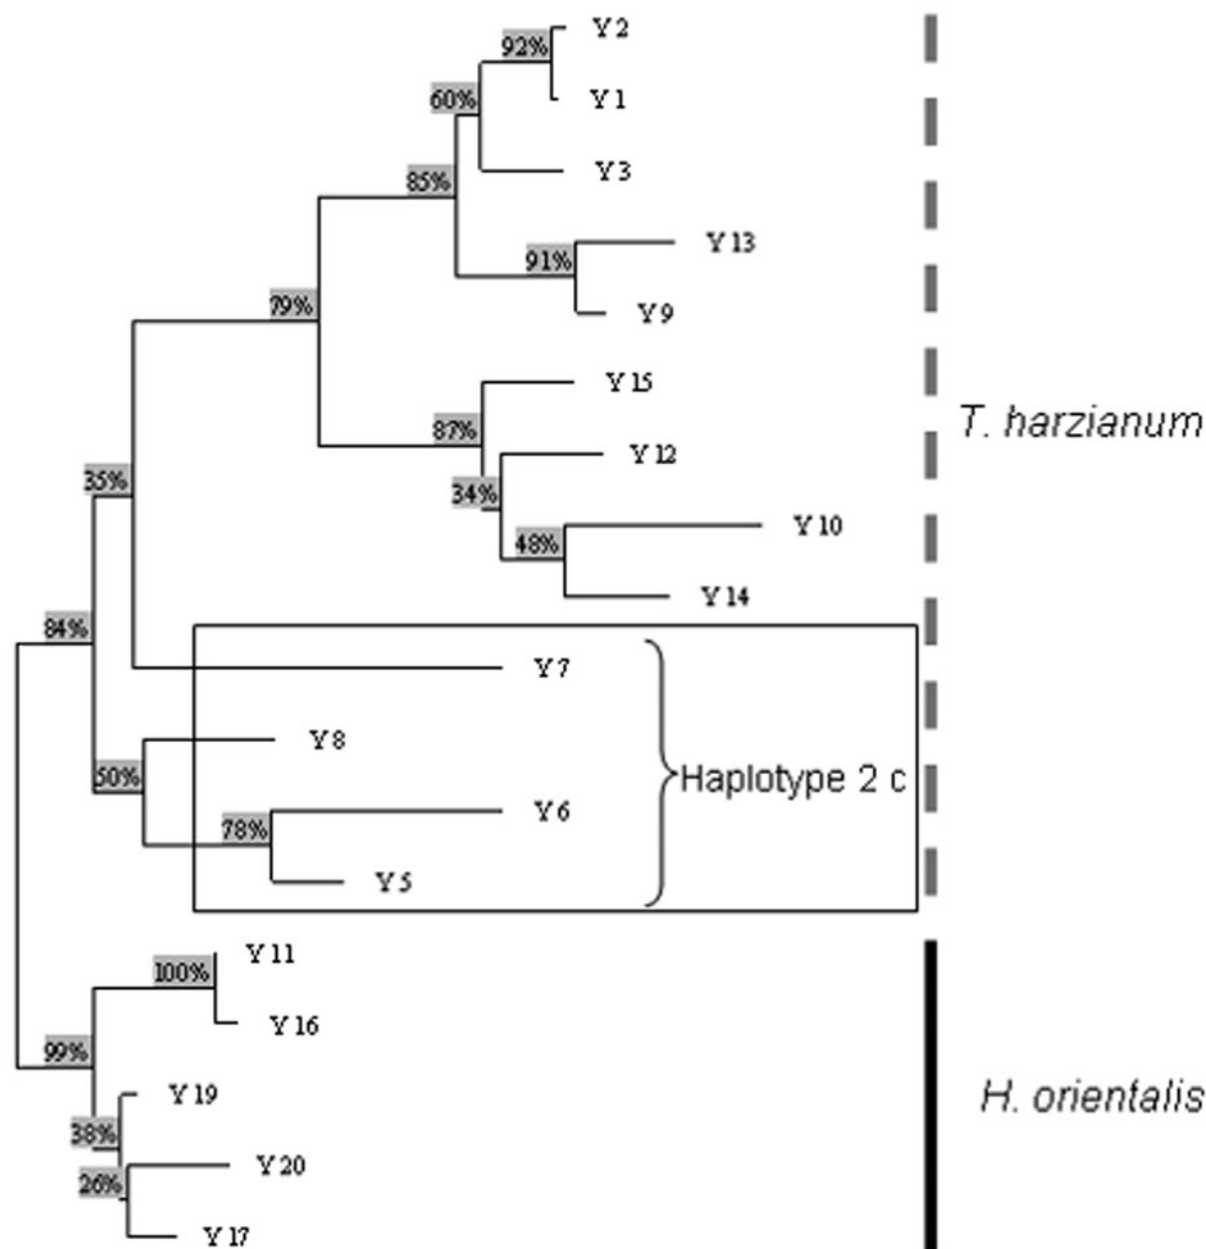 Y 2
92%
Y 1
60%
Y 3
85%
Y 13
91%
Y 9
79%
Y 15
T. harzianum
87%
Y 12
35%
34%
Y 10
48%
Y 14
84%
Y 7
Y 8
50%
Haplotype 2 c
Y 6
78%
Y 5
Y 11
100%
Y 16
99%
Y 19
H. orientalis
38%
Y 20
26%
Y 17